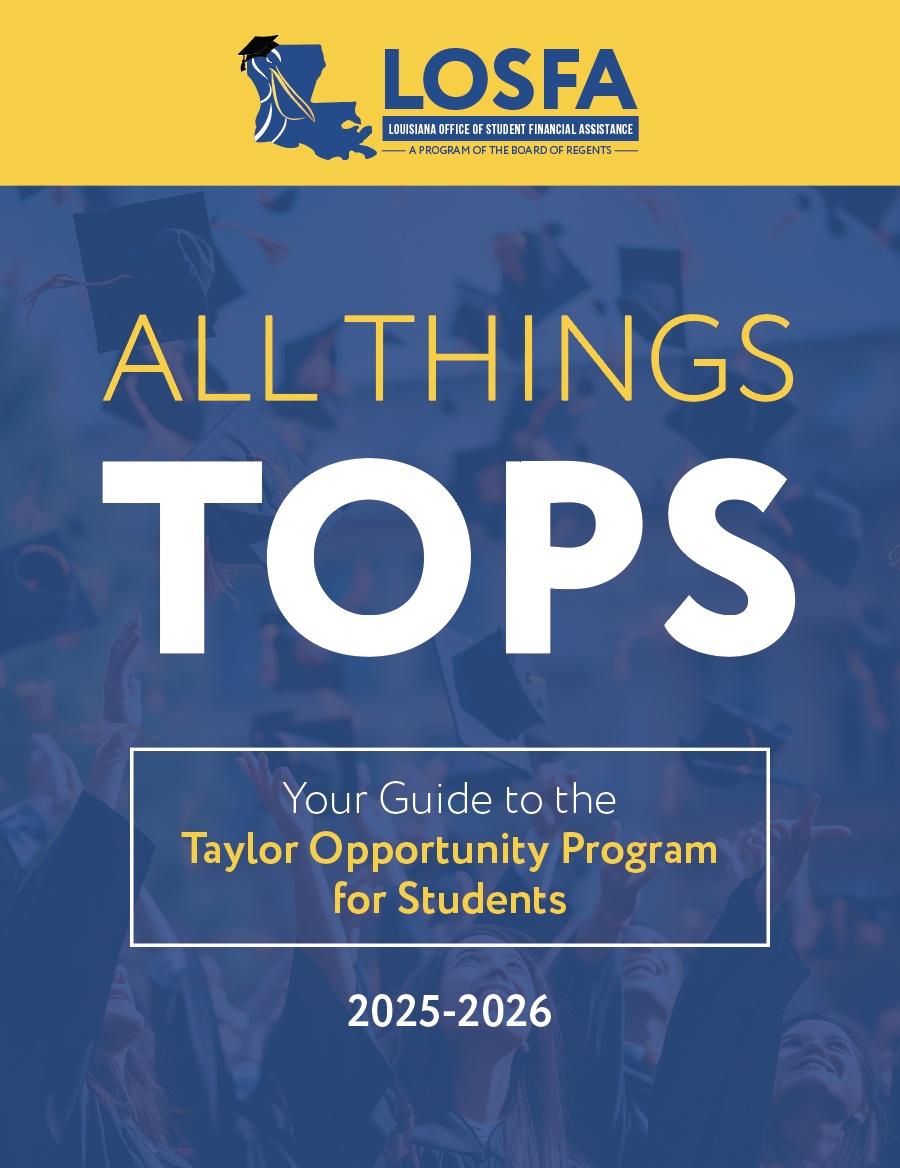 LOSFA
LOUISIANA OFFICE OF STUDENT FINANCIAL ASSISTANCE
A PROGRAM OF THE BOARD OF REGENTS
ALL THINGS
TOPS
Your Guide to the
Taylor Opportunity Program
for Students
2025-2026